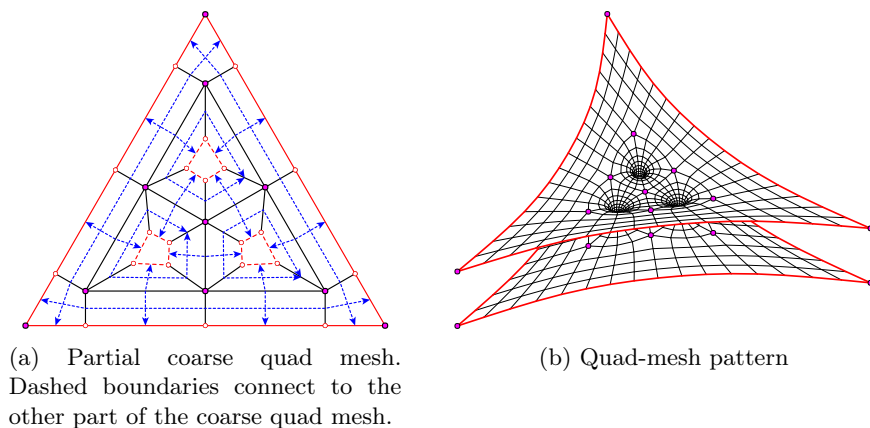 (a) Partial coarse quad mesh.
Dashed boundaries connect to the
other part of the coarse quad mesh.
(b) Quad-mesh pattern